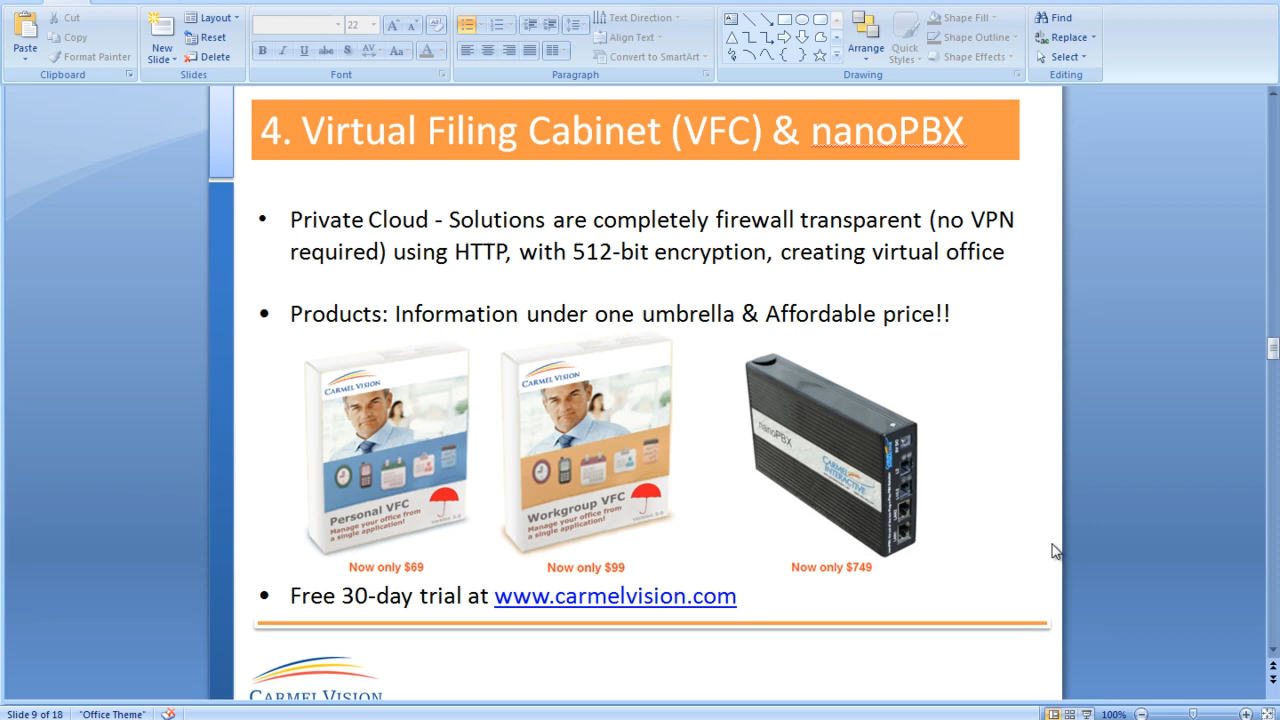 Cut
Copy
Format Painter
Paste
Clipboard
New Slide
Layout
Reset
Delete
Slides
22
B I U abc S AV Aa A
Font
Text Direction
Align Text
Convert to SmartArt
Paragraph
Arrange
Quick Styles
Shape Fill
Shape Outline
Shape Effects
Drawing
Find
Replace
Select
Editing
4. Virtual Filing Cabinet (VFC) & nanoPBX
• Private Cloud - Solutions are completely firewall transparent (no VPN
required) using HTTP, with 512-bit encryption, creating virtual office
• Products: Information under one umbrella & Affordable price!!
CARMEL VISION
Personal VFC
Manage your office from
a single application!
CARMEL VISION
Workgroup VFC
Manage your office from
a single application!
nanoPBX
CARMEL
INTERACTIVE
Now only $69
Now only $99
Now only $749
• Free 30-day trial at www.carmelvision.com
CARMEL VISION
Slide 9 of 18
"Office Theme"
100%